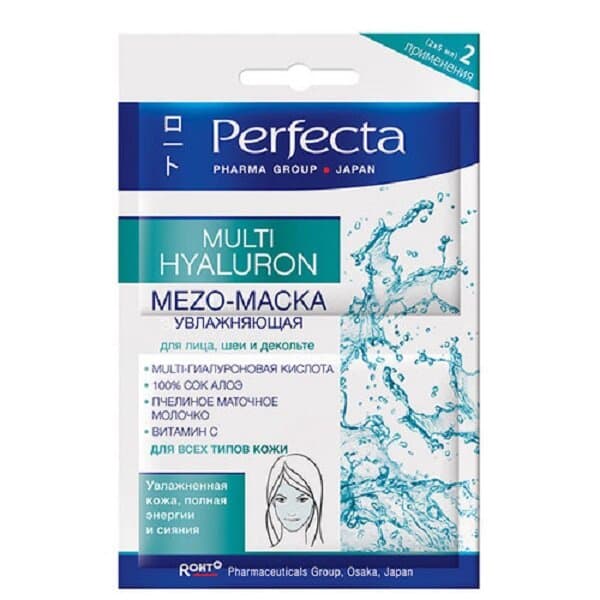 (2x5 мл) 2
применения
ロート
Perfecta
PHARMA GROUP • JAPAN
MULTI
HYALURON
MEZO-МАСКА
УВЛАЖНЯЮЩАЯ
для лица, шеи и декольте
• MULTI-ГИАЛУРОНОВАЯ КИСЛОТА
• 100% СОК АЛОЭ
• ПЧЕЛИНОЕ МАТОЧНОЕ
МОЛОЧКО
• ВИТАМИН С
ДЛЯ ВСЕХ ТИПОВ КОЖИ
Увлажненная
кожа, полная
энергии
и сияния
ROHTO Pharmaceuticals Group, Osaka, Japan